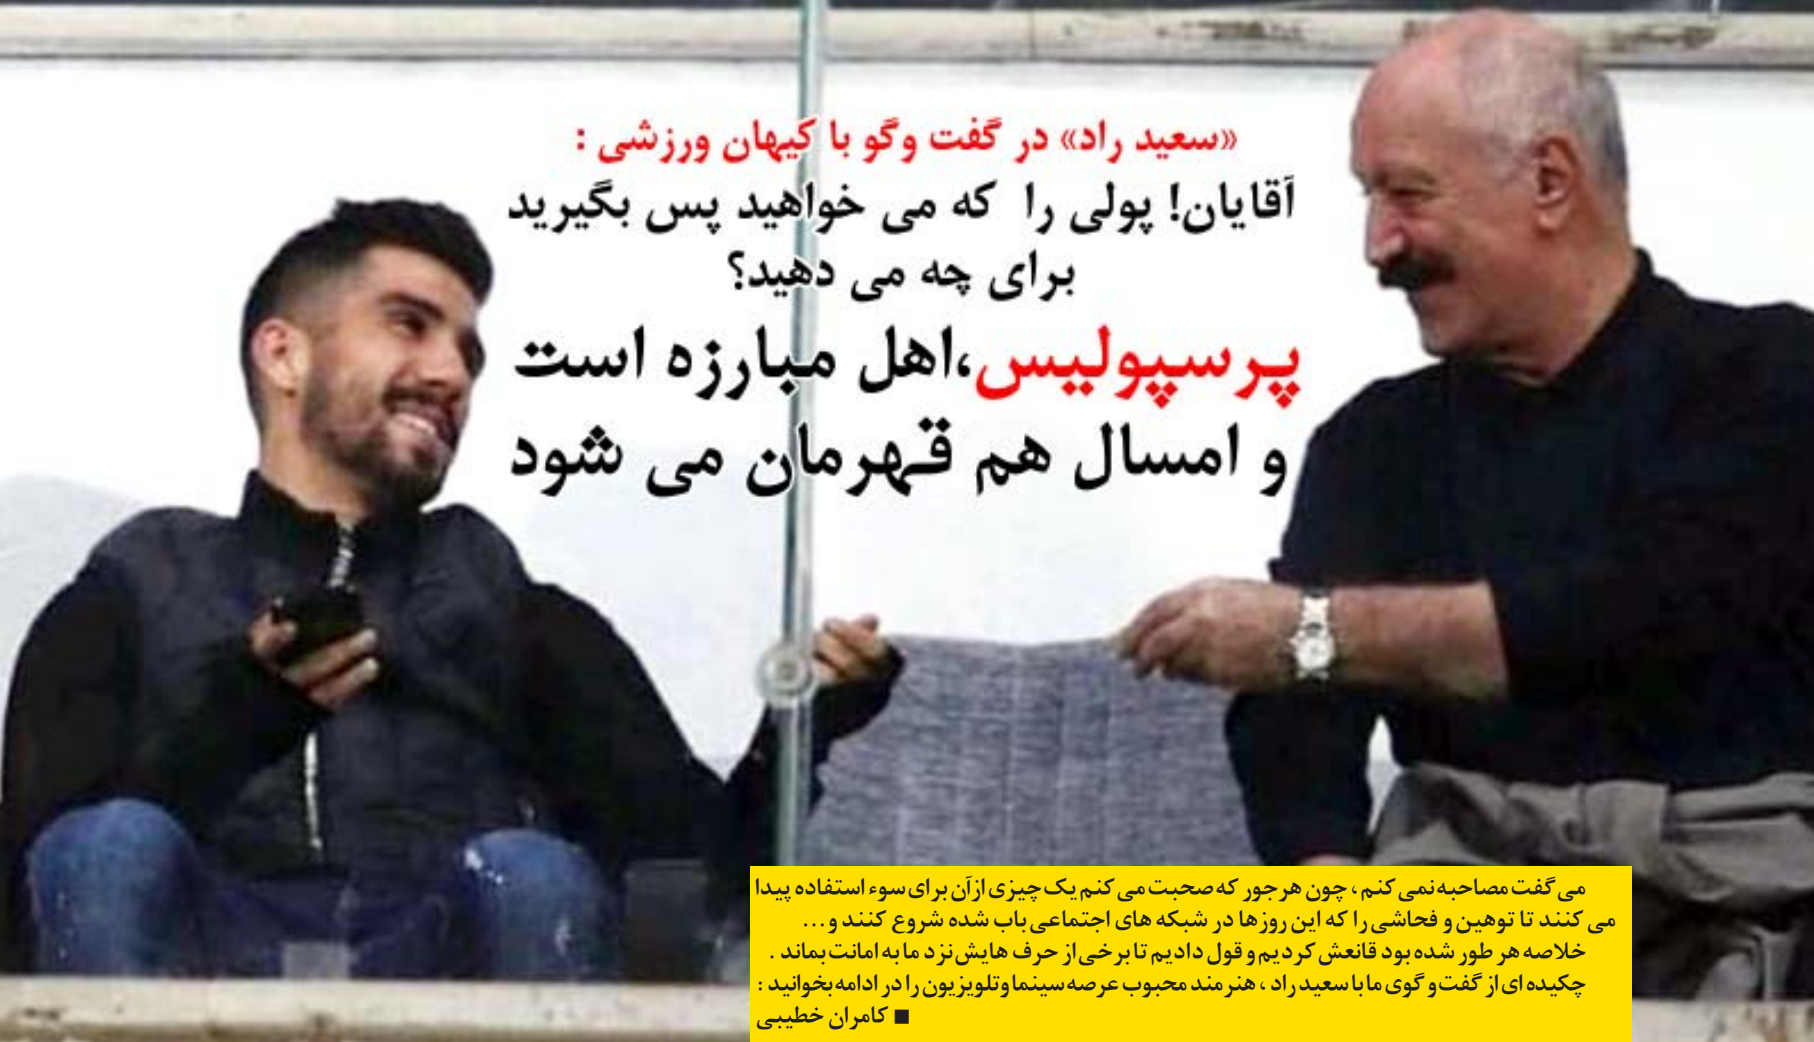 «سعید راد» در گفت وگو با کیهان ورزشی :
آقایان! پولی را که می خواهید پس بگیرید
برای چه می دهید؟
پرسپولیس،اهل مبارزه است
و امسال هم قهرمان می شود
می گفت مصاحبه نمی کنم ، چون هر جور که صحبت می کنم یک چیزی ازآن برای سوء استفاده پیدا
می کنند تا توهین و فحاشی را که این روزها در شبکه های اجتماعی باب شده شروع کنند و...
خلاصه هر طور شده بود قانعش کردیم و قول دادیم تا برخی از حرف هایش نزد ما به امانت بماند .
چکیده ای از گفت و گوی ما با سعید راد ، هنرمند محبوب عرصه سینما وتلویزیون را در ادامه بخوانید :
■ کامران خطیبی